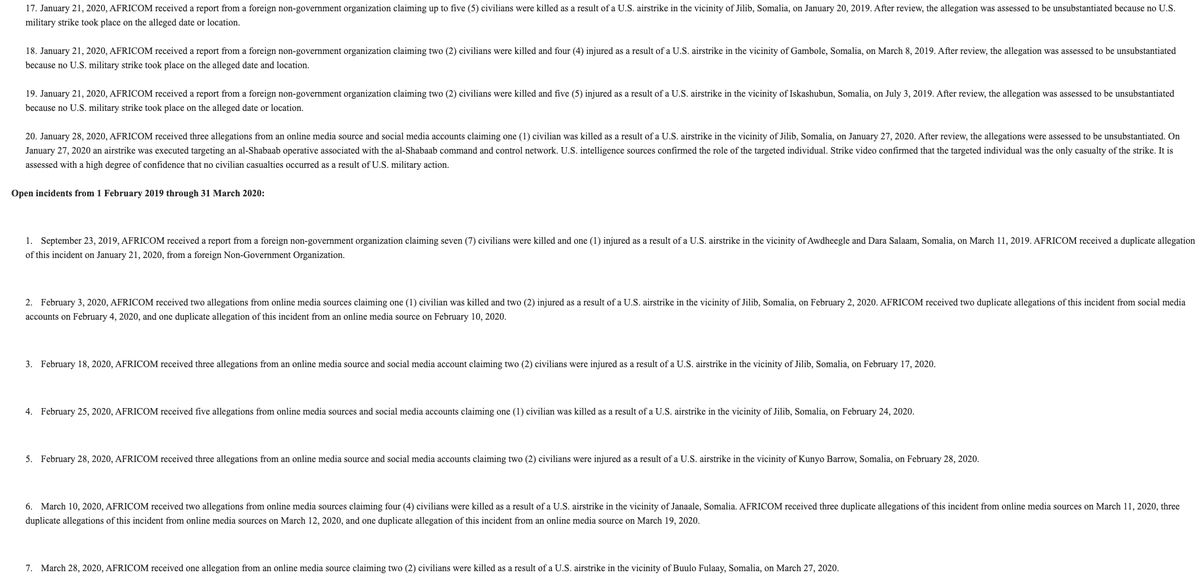 17. January 21, 2020, AFRICOM received a report from a foreign non-government organization claiming up to five (5) civilians were killed as a result of a U.S. airstrike in the vicinity of Jilib, Somalia, on January 20, 2019. After review, the allegation was assessed to be unsubstantiated because no U.S.
military strike took place on the alleged date or location.
18. January 21, 2020, AFRICOM received a report from a foreign non-government organization claiming two (2) civilians were killed and four (4) injured as a result of a U.S. airstrike in the vicinity of Gambole, Somalia, on March 8, 2019. After review, the allegation was assessed to be unsubstantiated
because no U.S. military strike took place on the alleged date and location.
19. January 21, 2020, AFRICOM received a report from a foreign non-government organization claiming two (2) civilians were killed and five (5) injured as a result of a U.S. airstrike in the vicinity of Iskashubun, Somalia, on July 3, 2019. After review, the allegation was assessed to be unsubstantiated
because no U.S. military strike took place on the alleged date or location.
20. January 28, 2020, AFRICOM received three allegations from an online media source and social media accounts claiming one (1) civilian was killed as a result of a U.S. airstrike in the vicinity of Jilib, Somalia, on January 27, 2020. After review, the allegations were assessed to be unsubstantiated. On
January 27, 2020 an airstrike was executed targeting an al-Shabaab operative associated with the al-Shabaab command and control network. U.S. intelligence sources confirmed the role of the targeted individual. Strike video confirmed that the targeted individual was the only casualty of the strike. It is
assessed with a high degree of confidence that no civilian casualties occurred as a result of U.S. military action.
Open incidents from 1 February 2019 through 31 March 2020:
1. September 23, 2019, AFRICOM received a report from a foreign non-government organization claiming seven (7) civilians were killed and one (1) injured as a result of a U.S. airstrike in the vicinity of Awdheegle and Dara Salaam, Somalia, on March 11, 2019. AFRICOM received a duplicate allegation
of this incident on January 21, 2020, from a foreign Non-Government Organization.
2. February 3, 2020, AFRICOM received two allegations from online media sources claiming one (1) civilian was killed and two (2) injured as a result of a U.S. airstrike in the vicinity of Jilib, Somalia, on February 2, 2020. AFRICOM received two duplicate allegations of this incident from social media
accounts on February 4, 2020, and one duplicate allegation of this incident from an online media source on February 10, 2020.
3. February 18, 2020, AFRICOM received three allegations from an online media source and social media account claiming two (2) civilians were injured as a result of a U.S. airstrike in the vicinity of Jilib, Somalia, on February 17, 2020.
4. February 25, 2020, AFRICOM received five allegations from online media sources and social media accounts claiming one (1) civilian was killed as a result of a U.S. airstrike in the vicinity of Jilib, Somalia, on February 24, 2020.
5. February 28, 2020, AFRICOM received three allegations from an online media source and social media accounts claiming two (2) civilians were injured as a result of a U.S. airstrike in the vicinity of Kunyo Barrow, Somalia, on February 28, 2020.
6. March 10, 2020, AFRICOM received two allegations from online media sources claiming four (4) civilians were killed as a result of a U.S. airstrike in the vicinity of Janaale, Somalia. AFRICOM received three duplicate allegations of this incident from online media sources on March 11, 2020, three
duplicate allegations of this incident from online media sources on March 12, 2020, and one duplicate allegation of this incident from an online media source on March 19, 2020.
7. March 28, 2020, AFRICOM received one allegation from an online media source claiming two (2) civilians were killed as a result of a U.S. airstrike in the vicinity of Buulo Fulaay, Somalia, on March 27, 2020.